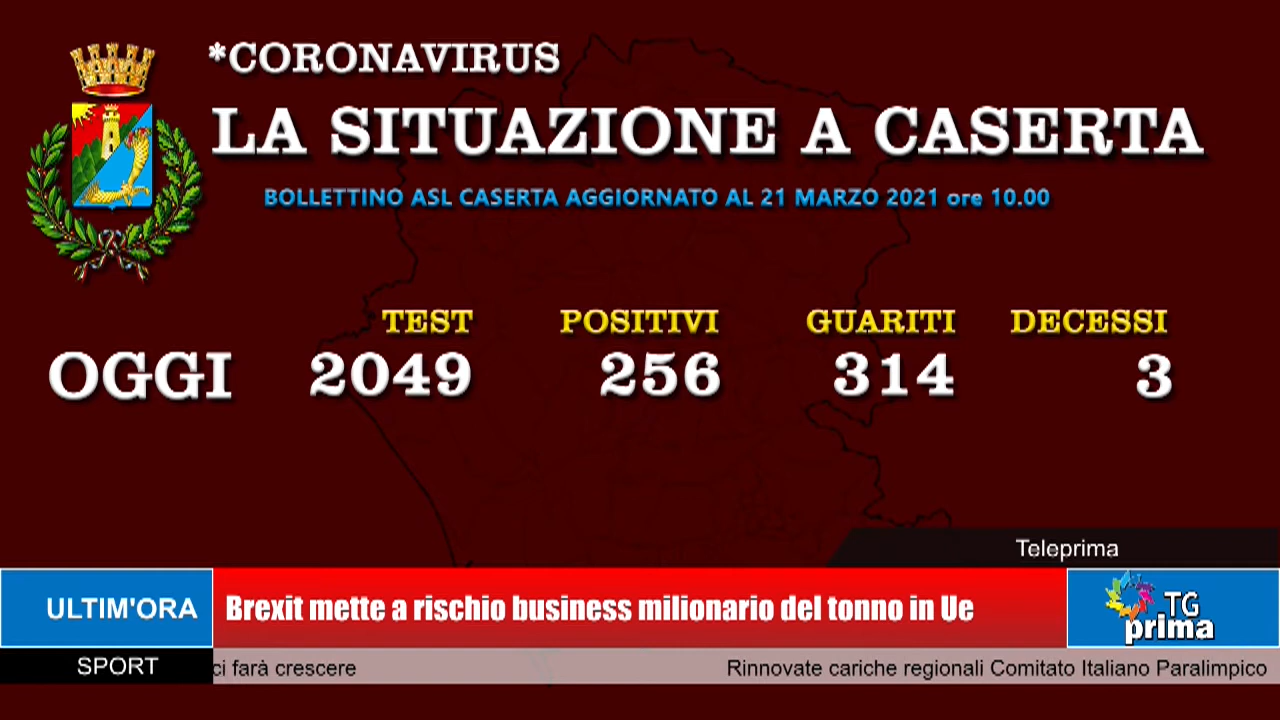 *CORONAVIRUS
LA SITUAZIONE A CASERTA
BOLLETTINO ASL CASERTA AGGIORNATO AL 21 MARZO 2021 ore 10.00
TEST POSITIVI GUARITI DECESSI
OGGI 2049 256 314 3
Teleprima
ULTIM'ORA Brexit mette a rischio business milionario del tonno in Ue TG prima
SPORT ci farà crescere Rinnovate cariche regionali Comitato Italiano Paralimpico